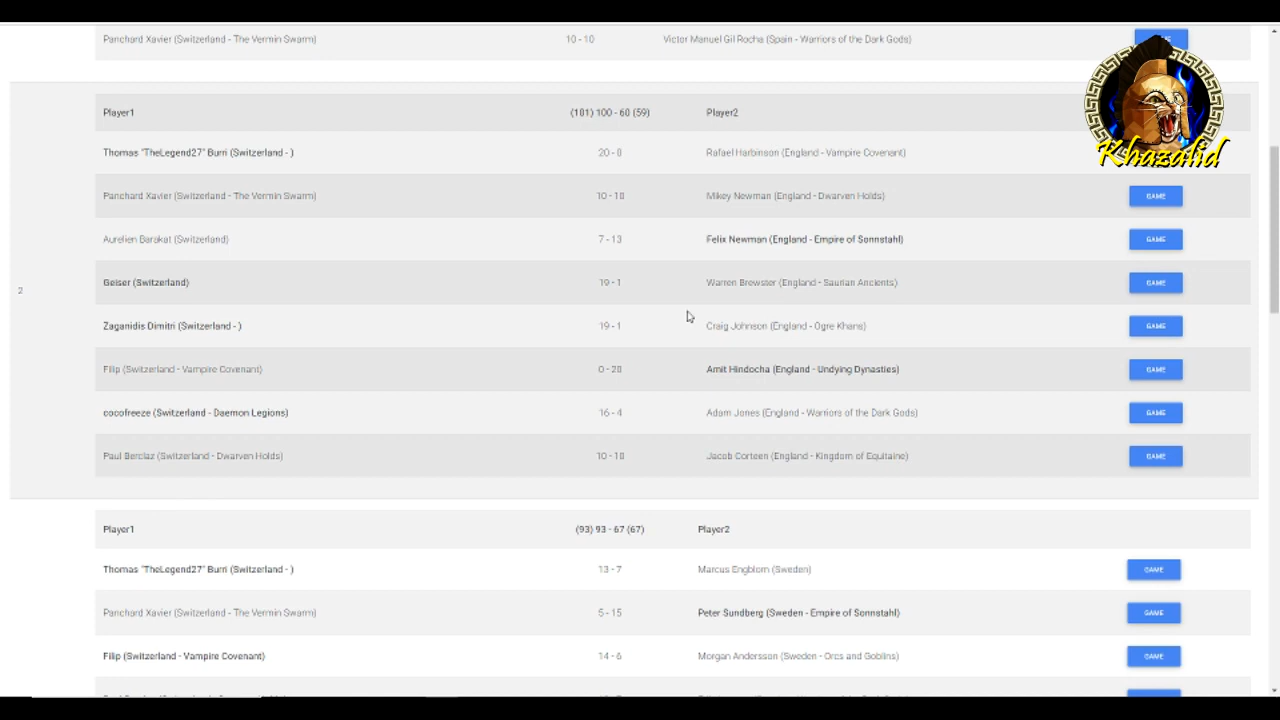 Panchard Xavier (Switzerland - The Vermin Swarm) 10 - 10 Victor Manuel Gil Rocha (Spain - Warriors of the Dark Gods)
Khazalid
Player1 (101) 100 - 60 (59) Player2
Thomas "TheLegend27" Burri (Switzerland - ) 20 - 0 Rafael Harbinson (England - Vampire Covenant)
Panchard Xavier (Switzerland - The Vermin Swarm) 10 - 10 Mikey Newman (England - Dwarven Holds) GAME
Aurelien Barakat (Switzerland) 7 - 13 Felix Newman (England - Empire of Sonnstahl) GAME
2
Geiser (Switzerland) 19 - 1 Warren Brewster (England - Saurian Ancients) GAME
Zaganidis Dimitri (Switzerland - ) 19 - 1 Craig Johnson (England - Ogre Khans) GAME
Filip (Switzerland - Vampire Covenant) 0 - 20 Amit Hindocha (England - Undying Dynasties) GAME
cocofreeze (Switzerland - Daemon Legions) 16 - 4 Adam Jones (England - Warriors of the Dark Gods) GAME
Paul Berclaz (Switzerland - Dwarven Holds) 10 - 10 Jacob Corteen (England - Kingdom of Equitaine) GAME
Player1 (93) 93 - 67 (67) Player2
Thomas "TheLegend27" Burri (Switzerland - ) 13 - 7 Marcus Engblom (Sweden) GAME
Panchard Xavier (Switzerland - The Vermin Swarm) 5 - 15 Peter Sundberg (Sweden - Empire of Sonnstahl) GAME
Filip (Switzerland - Vampire Covenant) 14 - 6 Morgan Andersson (Sweden - Orcs and Goblins) GAME